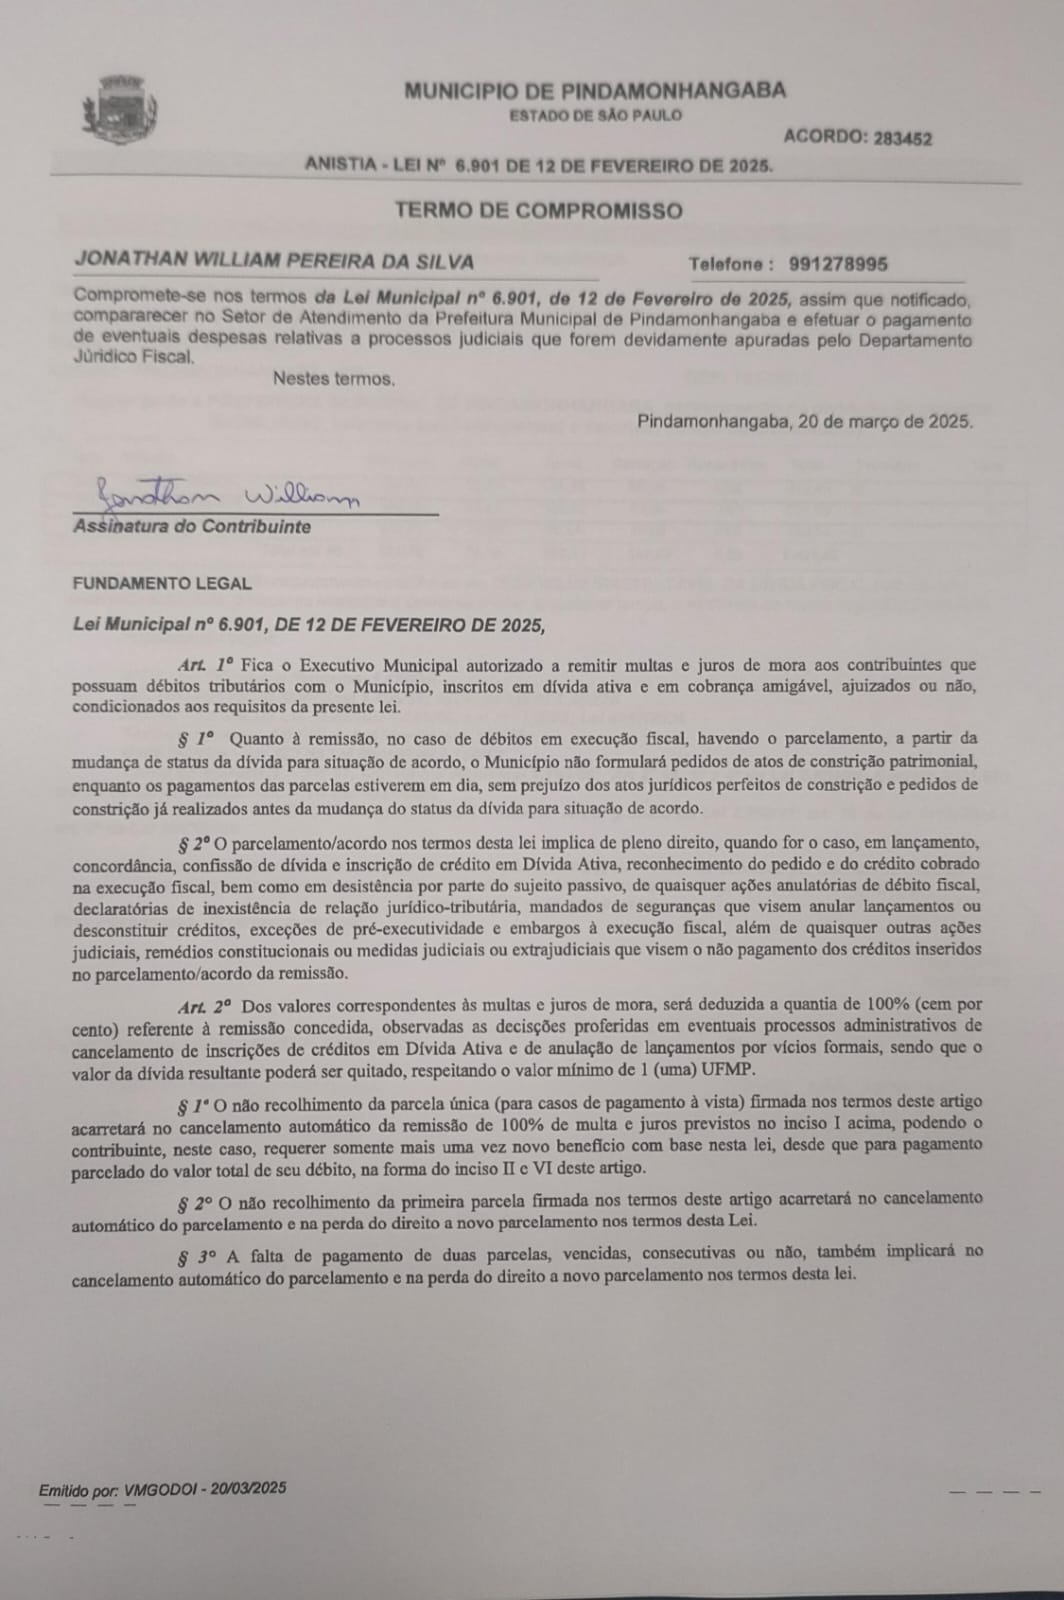 MUNICIPIO DE PINDAMONHANGABA
ESTADO DE SÃO PAULO
ACORDO: 283452
ANISTIA - LEI Nº 6.901 DE 12 DE FEVEREIRO DE 2025.
TERMO DE COMPROMISSO
JONATHAN WILLIAM PEREIRA DA SILVA Telefone : 991278995
Compromete-se nos termos da Lei Municipal nº 6.901, de 12 de Fevereiro de 2025, assim que notificado,
compararecer no Setor de Atendimento da Prefeitura Municipal de Pindamonhangaba e efetuar o pagamento
de eventuais despesas relativas a processos judiciais que forem devidamente apuradas pelo Departamento
Júridico Fiscal.
Nestes termos.
Pindamonhangaba, 20 de março de 2025.
Jonathan William
Assinatura do Contribuinte
FUNDAMENTO LEGAL
Lei Municipal nº 6.901, DE 12 DE FEVEREIRO DE 2025,
Art. 1º Fica o Executivo Municipal autorizado a remitir multas e juros de mora aos contribuintes que
possuam débitos tributários com o Município, inscritos em dívida ativa e em cobrança amigável, ajuizados ou não,
condicionados aos requisitos da presente lei.
§ 1º Quanto à remissão, no caso de débitos em execução fiscal, havendo o parcelamento, a partir da
mudança de status da dívida para situação de acordo, o Município não formulará pedidos de atos de constrição patrimonial,
enquanto os pagamentos das parcelas estiverem em dia, sem prejuízo dos atos jurídicos perfeitos de constrição e pedidos de
constrição já realizados antes da mudança do status da dívida para situação de acordo.
§ 2º O parcelamento/acordo nos termos desta lei implica de pleno direito, quando for o caso, em lançamento,
concordância, confissão de dívida e inscrição de crédito em Dívida Ativa, reconhecimento do pedido e do crédito cobrado
na execução fiscal, bem como em desistência por parte do sujeito passivo, de quaisquer ações anulatórias de débito fiscal,
declaratórias de inexistência de relação jurídico-tributária, mandados de seguranças que visem anular lançamentos ou
desconstituir créditos, exceções de pré-executividade e embargos à execução fiscal, além de quaisquer outras ações
judiciais, remédios constitucionais ou medidas judiciais ou extrajudiciais que visem o não pagamento dos créditos inseridos
no parcelamento/acordo da remissão.
Art. 2º Dos valores correspondentes às multas e juros de mora, será deduzida a quantia de 100% (cem por
cento) referente à remissão concedida, observadas as decisções proferidas em eventuais processos administrativos de
cancelamento de inscrições de créditos em Dívida Ativa e de anulação de lançamentos por vícios formais, sendo que o
valor da dívida resultante poderá ser quitado, respeitando o valor mínimo de 1 (uma) UFMP.
§ 1º O não recolhimento da parcela única (para casos de pagamento à vista) firmada nos termos deste artigo
acarretará no cancelamento automático da remissão de 100% de multa e juros previstos no inciso I acima, podendo o
contribuinte, neste caso, requerer somente mais uma vez novo benefício com base nesta lei, desde que para pagamento
parcelado do valor total de seu débito, na forma do inciso II e VI deste artigo.
§ 2º O não recolhimento da primeira parcela firmada nos termos deste artigo acarretará no cancelamento
automático do parcelamento e na perda do direito a novo parcelamento nos termos desta Lei.
§ 3º A falta de pagamento de duas parcelas, vencidas, consecutivas ou não, também implicará no
cancelamento automático do parcelamento e na perda do direito a novo parcelamento nos termos desta lei.
Emitido por: VMGODOI - 20/03/2025